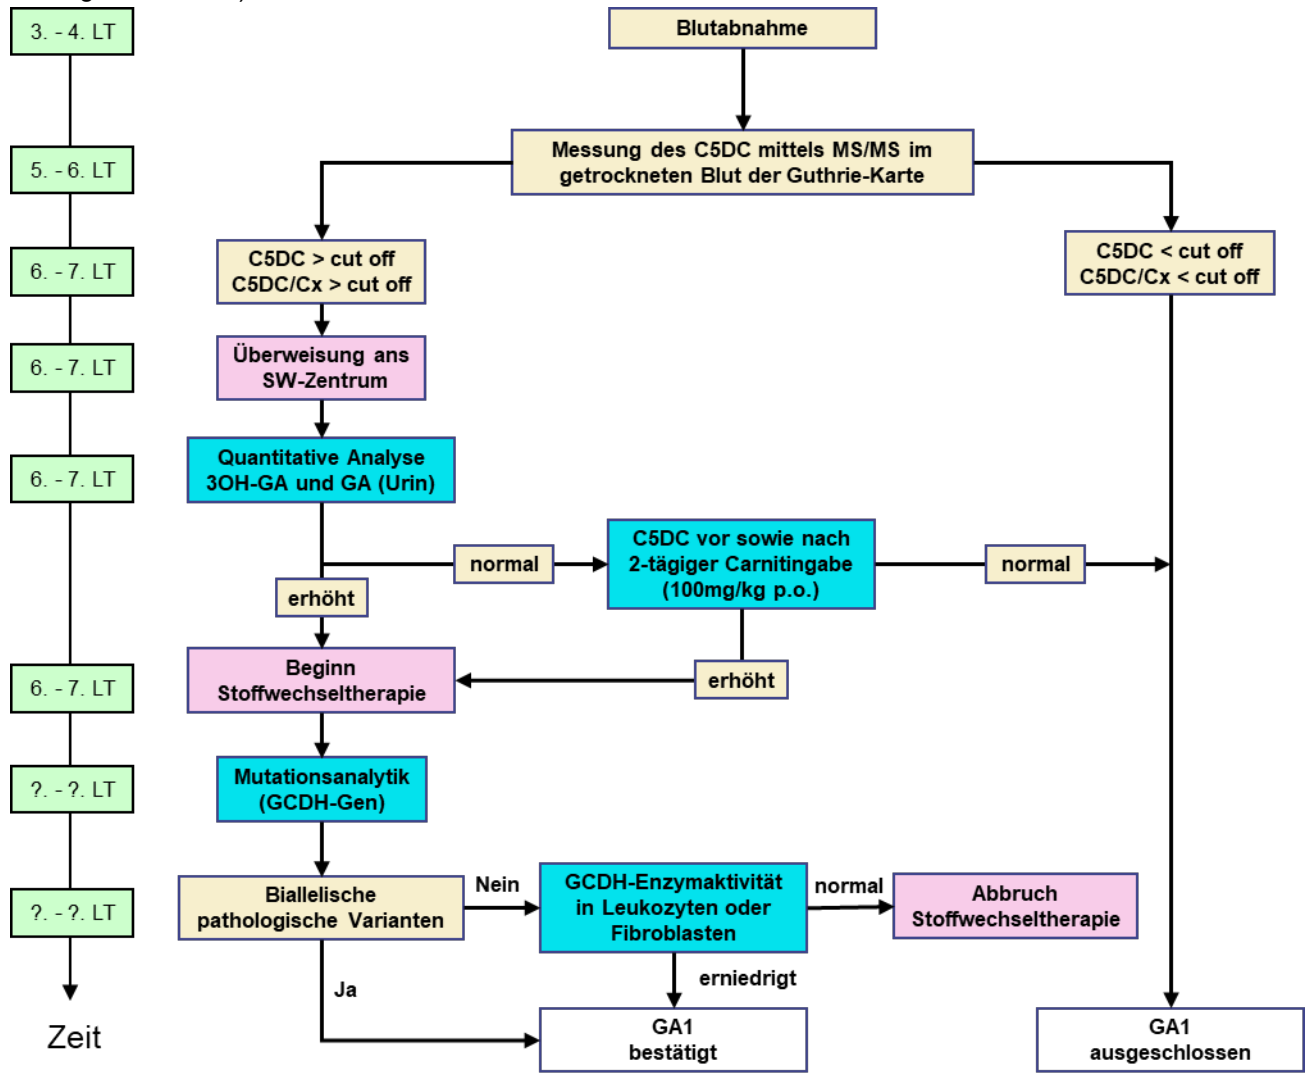 3. - 4. LT
Blutabnahme
5. - 6. LT
Messung des C5DC mittels MS/MS im
getrockneten Blut der Guthrie-Karte
6. - 7. LT
C5DC > cut off
C5DC/Cx > cut off
C5DC < cut off
C5DC/Cx < cut off
6. - 7. LT
Überweisung ans
SW-Zentrum
6. - 7. LT
Quantitative Analyse
3OH-GA und GA (Urin)
normal
C5DC vor sowie nach
2-tägiger Carnitingabe
(100mg/kg p.o.)
normal
erhöht
6. - 7. LT
Beginn
Stoffwechseltherapie
erhöht
?. - ?. LT
Mutationsanalytik
(GCDH-Gen)
?. - ?. LT
Biallelische
pathologische Varianten
Nein
GCDH-Enzymaktivität
in Leukozyten oder
Fibroblasten
normal
Abbruch
Stoffwechseltherapie
Ja
erniedrigt
Zeit
GA1
bestätigt
GA1
ausgeschlossen